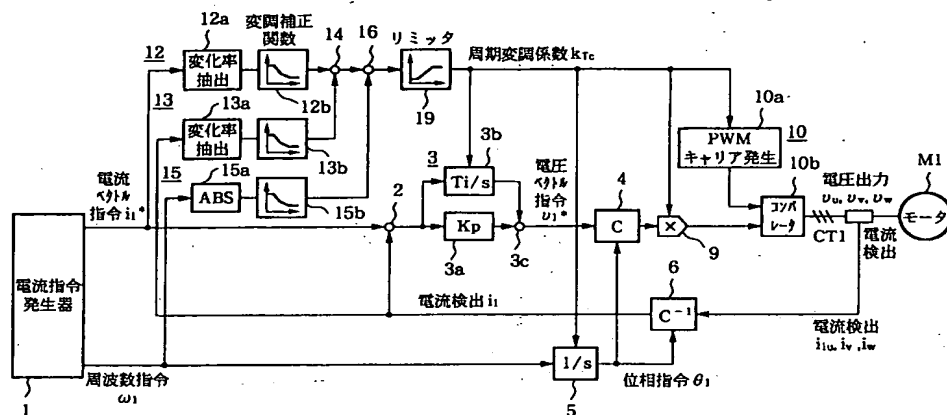 12a
変調補正
関数
14
16
リミッタ
周期変調係数 kTc
12
変化率
抽出
12b
19
10a
13
13a
変化率
抽出
13b
3
3b
PWM
キャリア発生
10
M1
電流
ベクトル
指令 i1*
15
15a
ABS
15b
2
Ti/s
電圧
ベクトル
指令
υ1*
4
10b
電圧出力
υu, υv, υw
モータ
Kp
3a
3c
C
×
9
コンパ
レータ
CT1
電流
検出
電流指令
発生器
電流検出 i1
6
C⁻¹
電流検出
i1u, iv, iw
周波数指令
ω1
1/s
5
位相指令 θ1
1